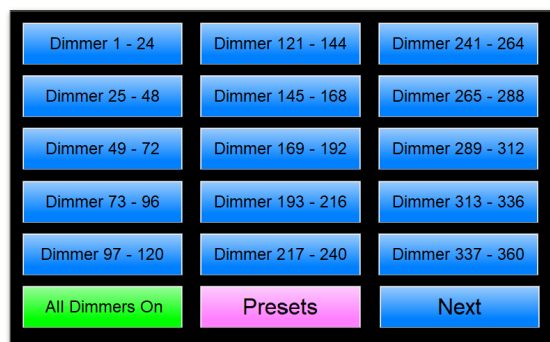 Dimmer 1 - 24
Dimmer 121 - 144
Dimmer 241 - 264
Dimmer 25 - 48
Dimmer 145 - 168
Dimmer 265 - 288
Dimmer 49 - 72
Dimmer 169 - 192
Dimmer 289 - 312
Dimmer 73 - 96
Dimmer 193 - 216
Dimmer 313 - 336
Dimmer 97 - 120
Dimmer 217 - 240
Dimmer 337 - 360
All Dimmers On
Presets
Next